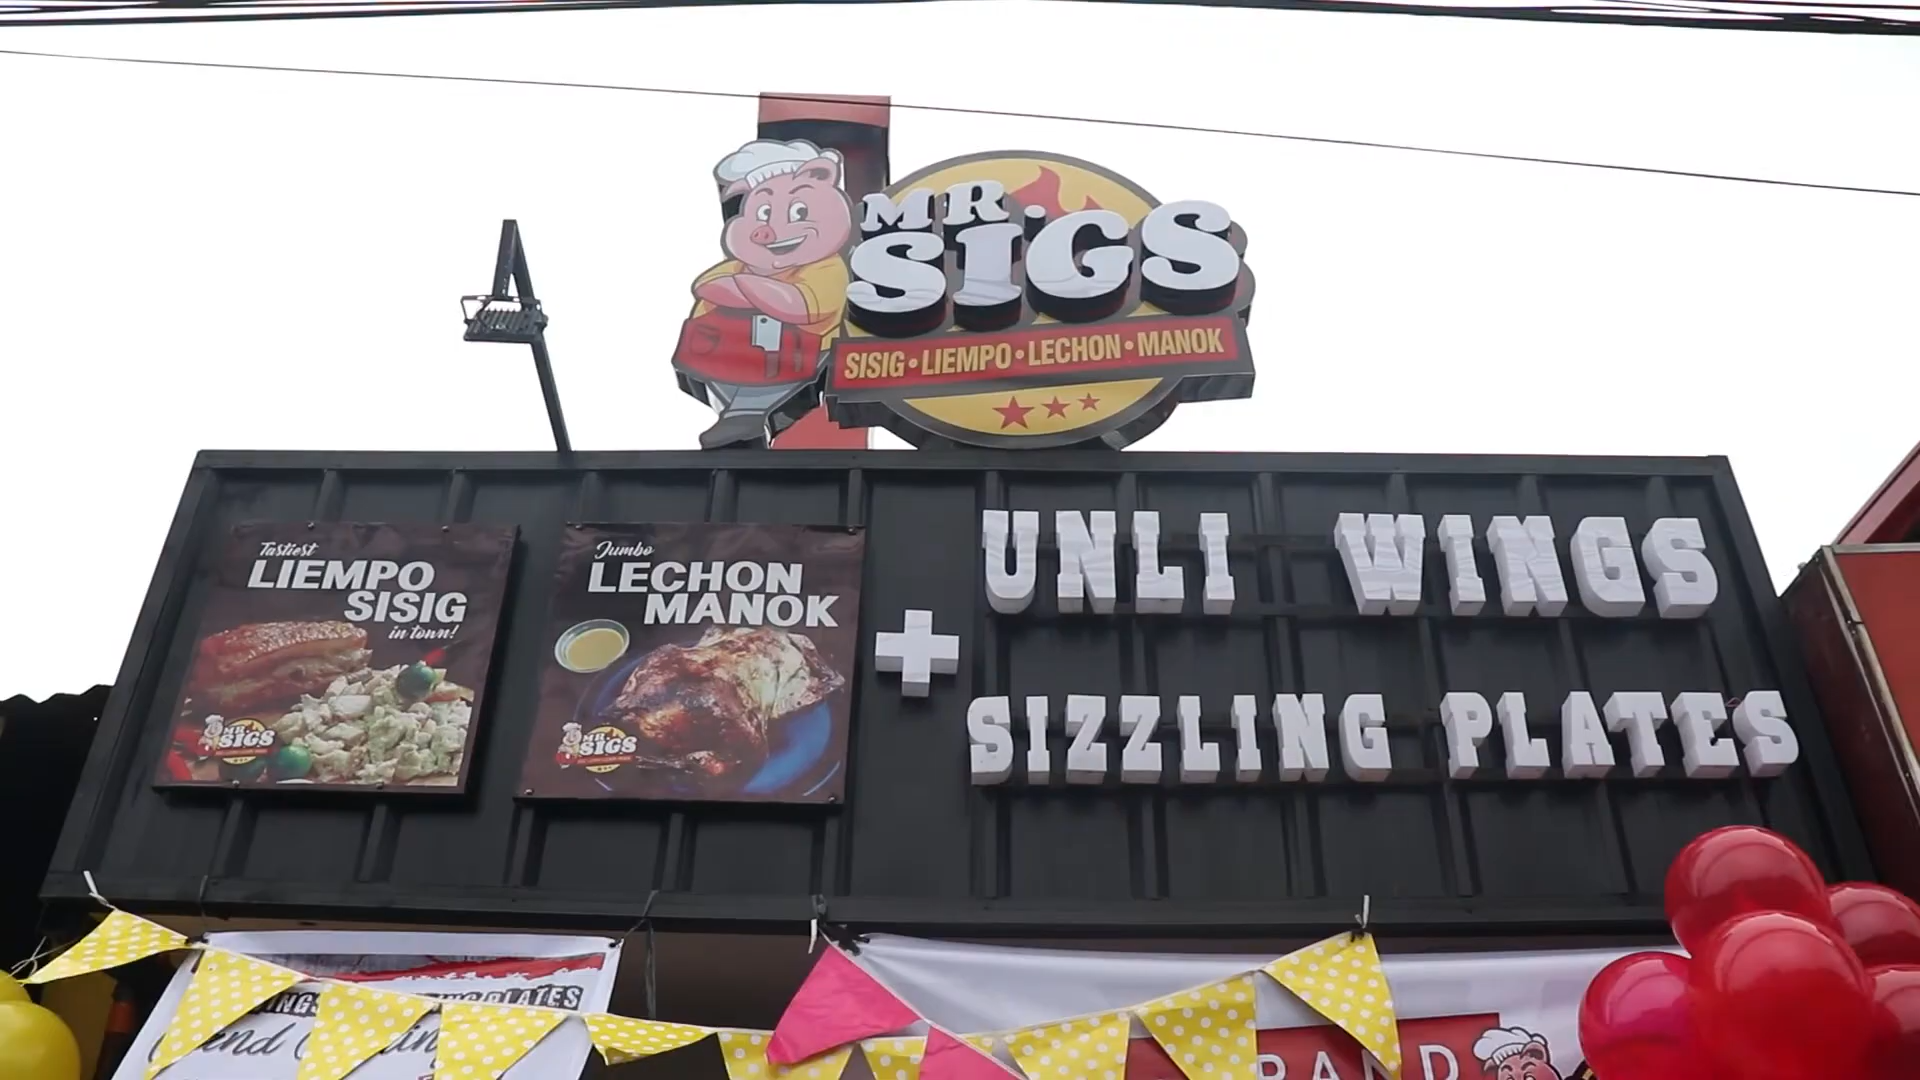 MR.
SIGS
SISIG • LIEMPO • LECHON • MANOK
Tastiest
LIEMPO
SISIG
in town!
MR.
SIGS
Jumbo
LECHON
MANOK
MR.
SIGS
+
UNLI WINGS
SIZZLING PLATES
PLATES